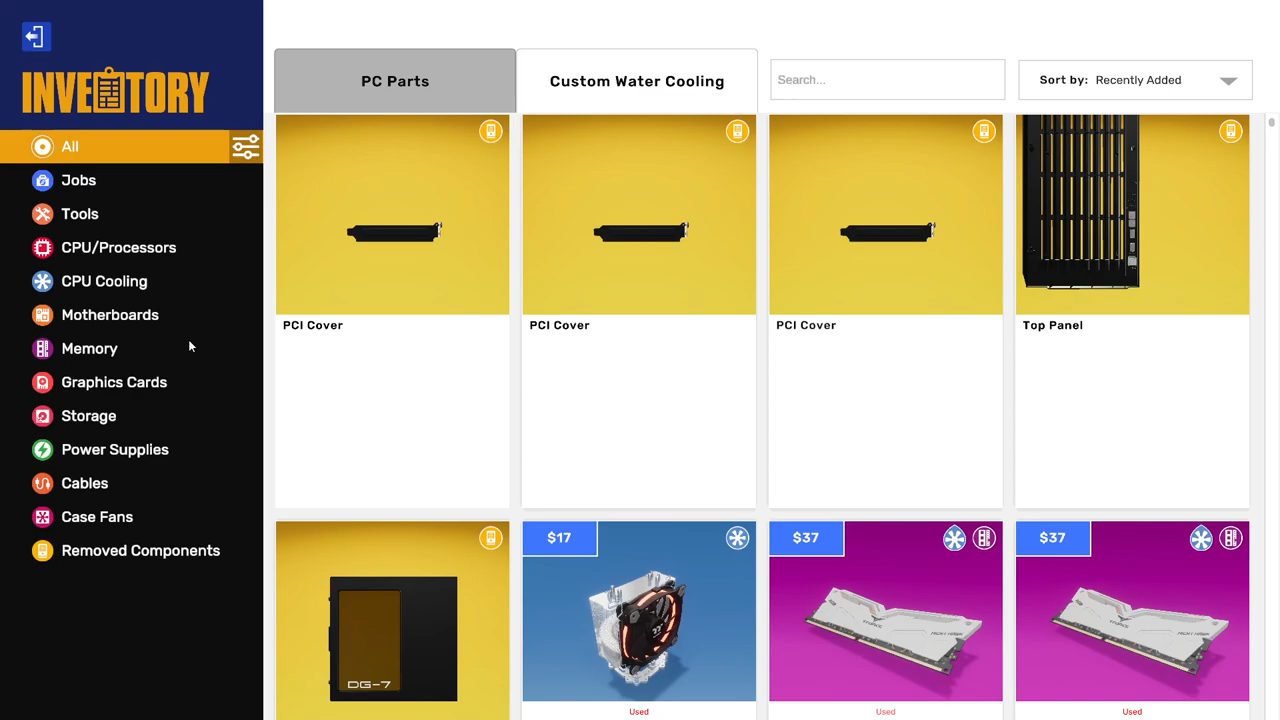 INVENTORY
PC Parts
Custom Water Cooling
Search...
Sort by: Recently Added
All
Jobs
Tools
CPU/Processors
CPU Cooling
Motherboards
Memory
Graphics Cards
Storage
Power Supplies
Cables
Case Fans
Removed Components
PCI Cover
PCI Cover
PCI Cover
Top Panel
DG-7
$17
Used
$37
Used
$37
Used